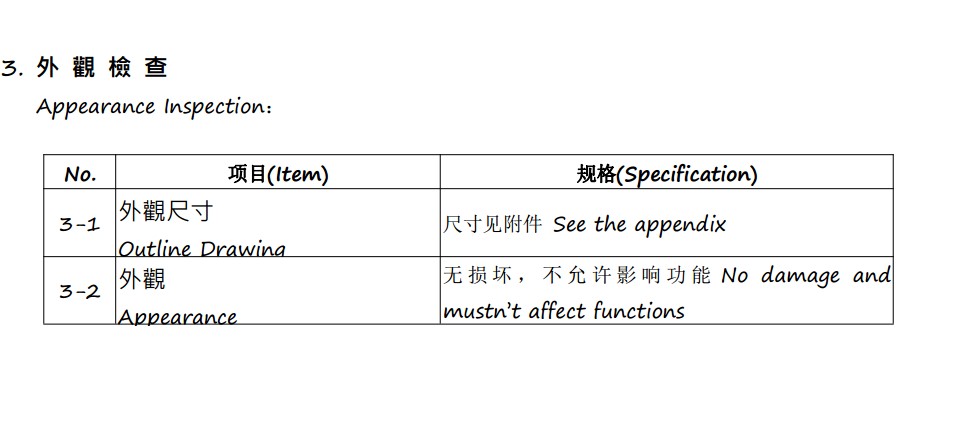 3. 外 觀 檢 查
Appearance Inspection:
No. 项目(Item) 规格(Specification)
3-1 外觀尺寸
Outline Drawing
尺寸见附件 See the appendix
3-2 外觀
Appearance
无损坏，不允许影响功能 No damage and
mustn't affect functions